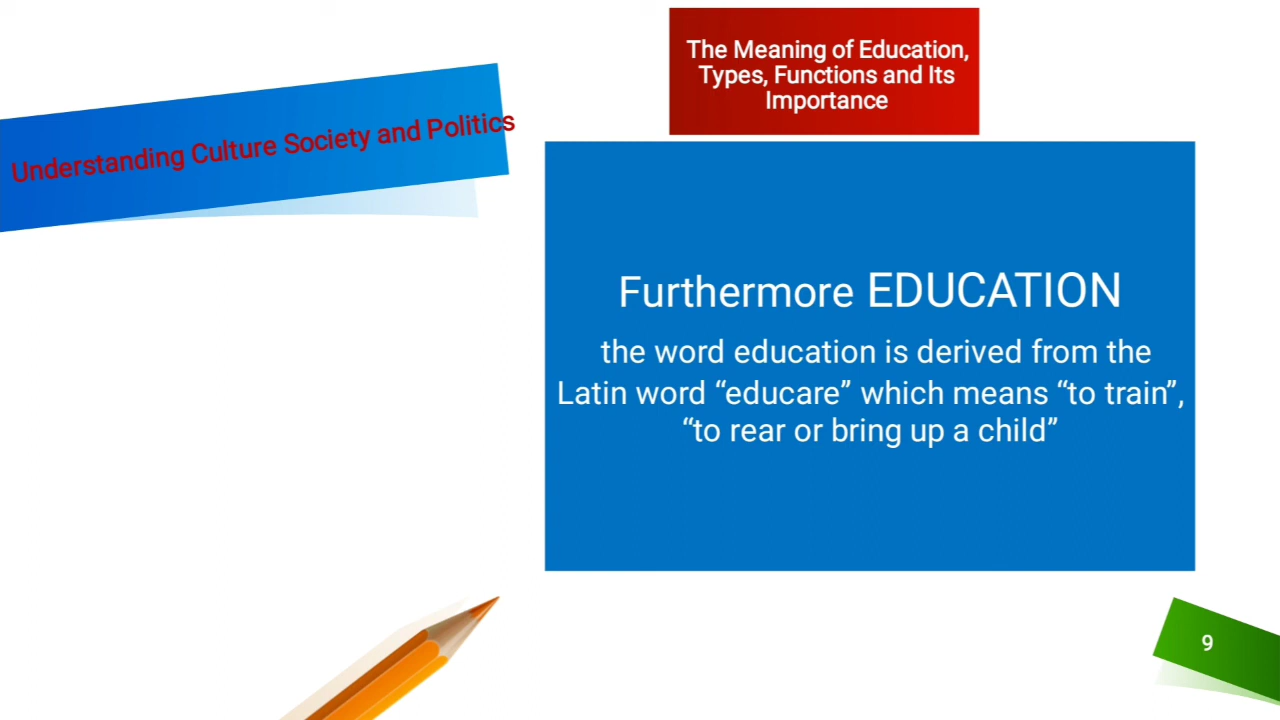 The Meaning of Education,
Types, Functions and Its
Importance
Understanding Culture Society and Politics
Furthermore EDUCATION
the word education is derived from the
Latin word “educare” which means “to train”,
“to rear or bring up a child”
9